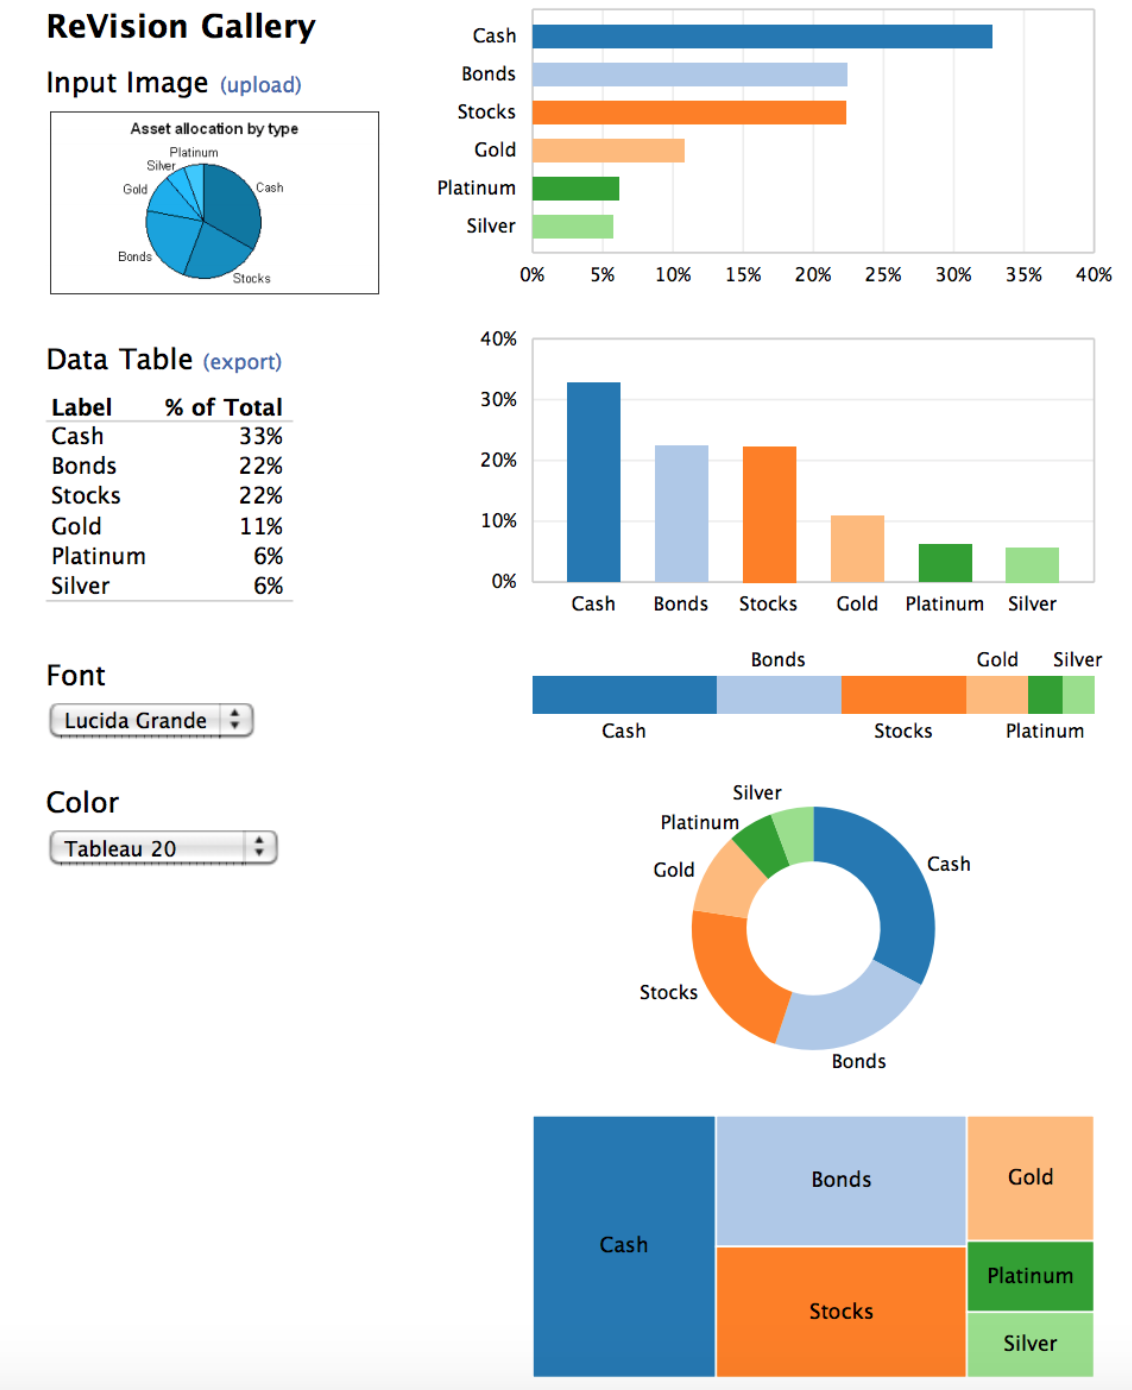 ReVision Gallery
Input Image (upload)
Asset allocation by type
Platinum
Silver
Gold
Cash
Bonds
Stocks
Data Table (export)
Label % of Total
Cash 33%
Bonds 22%
Stocks 22%
Gold 11%
Platinum 6%
Silver 6%
Font
Lucida Grande
Color
Tableau 20
Cash
Bonds
Stocks
Gold
Platinum
Silver
0% 5% 10% 15% 20% 25% 30% 35% 40%
40%
30%
20%
10%
0%
Cash Bonds Stocks Gold Platinum Silver
Bonds Gold Silver
Cash Stocks Platinum
Silver
Platinum
Cash
Gold
Stocks
Bonds
Bonds
Gold
Cash
Platinum
Stocks
Silver